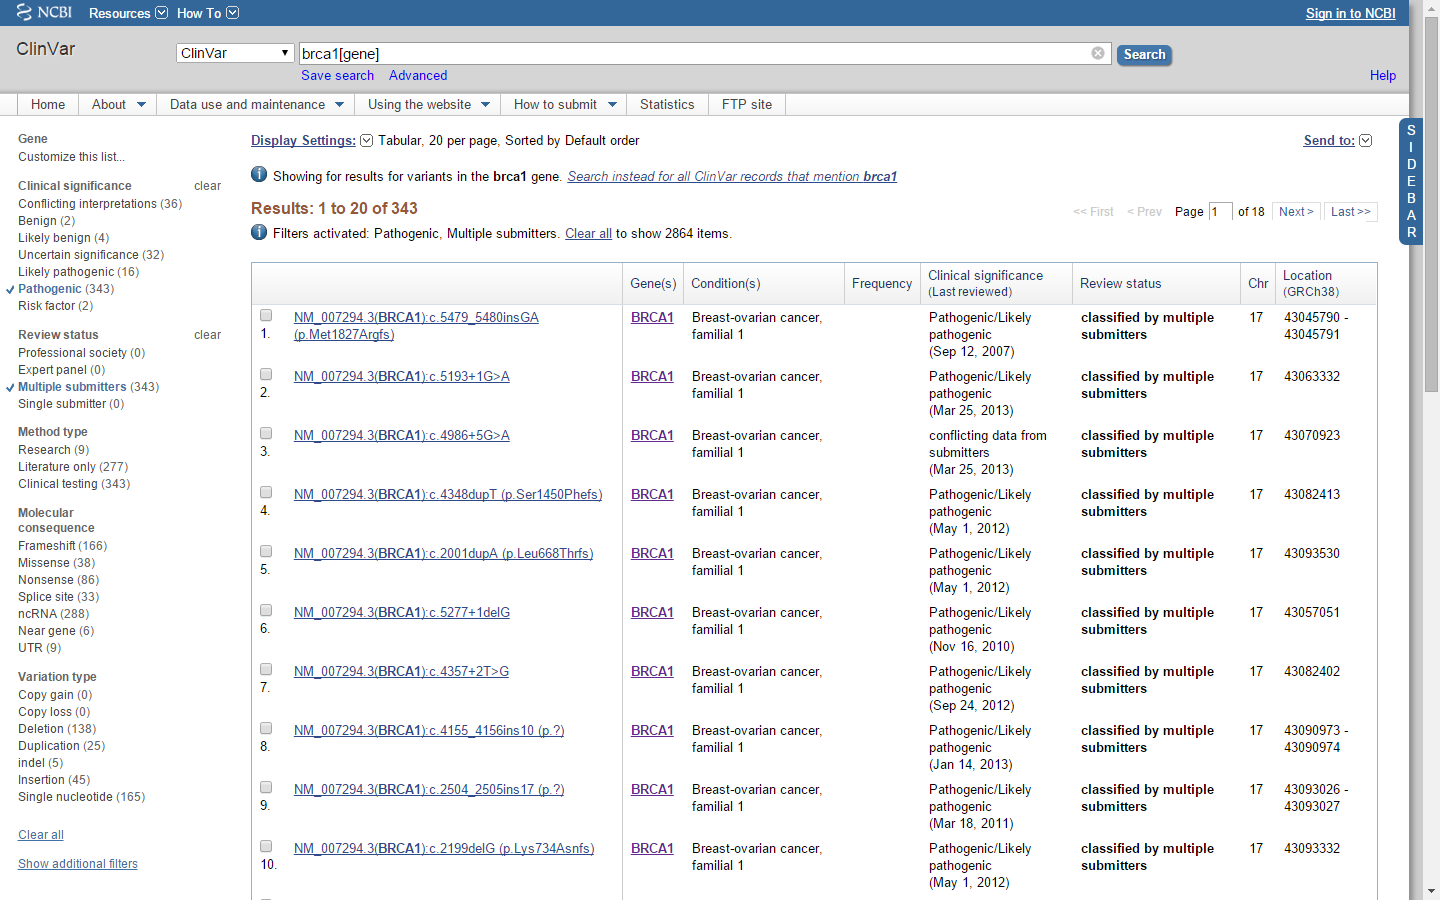 NCBI Resources How To Sign in to NCBI
ClinVar ClinVar brca1[gene] Search
Save search Advanced Help
Home About Data use and maintenance Using the website How to submit Statistics FTP site
SIDEBAR
Gene
Customize this list...
Clinical significance clear
Conflicting interpretations (36)
Benign (2)
Likely benign (4)
Uncertain significance (32)
Likely pathogenic (16)
Pathogenic (343)
Risk factor (2)
Review status clear
Professional society (0)
Expert panel (0)
Multiple submitters (343)
Single submitter (0)
Method type
Research (9)
Literature only (277)
Clinical testing (343)
Molecular
consequence
Frameshift (166)
Missense (38)
Nonsense (86)
Splice site (33)
ncRNA (288)
Near gene (6)
UTR (9)
Variation type
Copy gain (0)
Copy loss (0)
Deletion (138)
Duplication (25)
indel (5)
Insertion (45)
Single nucleotide (165)
Clear all
Show additional filters
Display Settings: Tabular, 20 per page, Sorted by Default order Send to:
Showing for results for variants in the brca1 gene. Search instead for all ClinVar records that mention brca1
Results: 1 to 20 of 343 << First < Prev Page 1 of 18 Next > Last >>
Filters activated: Pathogenic, Multiple submitters. Clear all to show 2864 items.
Gene(s) Condition(s) Frequency Clinical significance (Last reviewed) Review status Chr Location (GRCh38)
1. NM_007294.3(BRCA1):c.5479_5480insGA BRCA1 Breast-ovarian cancer, Pathogenic/Likely classified by multiple 17 43045790 -
(p.Met1827Argfs) familial 1 pathogenic submitters 43045791
(Sep 12, 2007)
2. NM_007294.3(BRCA1):c.5193+1G>A BRCA1 Breast-ovarian cancer, Pathogenic/Likely classified by multiple 17 43063332
familial 1 pathogenic submitters
(Mar 25, 2013)
3. NM_007294.3(BRCA1):c.4986+5G>A BRCA1 Breast-ovarian cancer, conflicting data from classified by multiple 17 43070923
familial 1 submitters submitters
(Mar 25, 2013)
4. NM_007294.3(BRCA1):c.4348dupT (p.Ser1450Phefs) BRCA1 Breast-ovarian cancer, Pathogenic/Likely classified by multiple 17 43082413
familial 1 pathogenic submitters
(May 1, 2012)
5. NM_007294.3(BRCA1):c.2001dupA (p.Leu668Thrfs) BRCA1 Breast-ovarian cancer, Pathogenic/Likely classified by multiple 17 43093530
familial 1 pathogenic submitters
(May 1, 2012)
6. NM_007294.3(BRCA1):c.5277+1delG BRCA1 Breast-ovarian cancer, Pathogenic/Likely classified by multiple 17 43057051
familial 1 pathogenic submitters
(Nov 16, 2010)
7. NM_007294.3(BRCA1):c.4357+2T>G BRCA1 Breast-ovarian cancer, Pathogenic/Likely classified by multiple 17 43082402
familial 1 pathogenic submitters
(Sep 24, 2012)
8. NM_007294.3(BRCA1):c.4155_4156ins10 (p.?) BRCA1 Breast-ovarian cancer, Pathogenic/Likely classified by multiple 17 43090973 -
familial 1 pathogenic submitters 43090974
(Jan 14, 2013)
9. NM_007294.3(BRCA1):c.2504_2505ins17 (p.?) BRCA1 Breast-ovarian cancer, Pathogenic/Likely classified by multiple 17 43093026 -
familial 1 pathogenic submitters 43093027
(Mar 18, 2011)
10. NM_007294.3(BRCA1):c.2199delG (p.Lys734Asnfs) BRCA1 Breast-ovarian cancer, Pathogenic/Likely classified by multiple 17 43093332
familial 1 pathogenic submitters
(May 1, 2012)